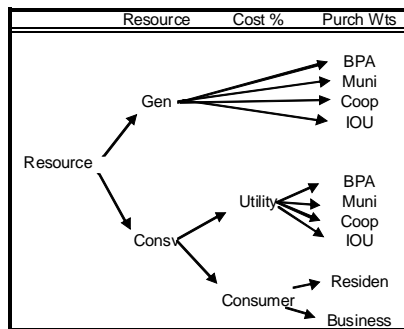 Resource Cost % Purch Wts
BPA
Muni
Gen
Coop
IOU
Resource
BPA
Utility
Muni
Coop
Consv
IOU
Residen
Consumer
Business